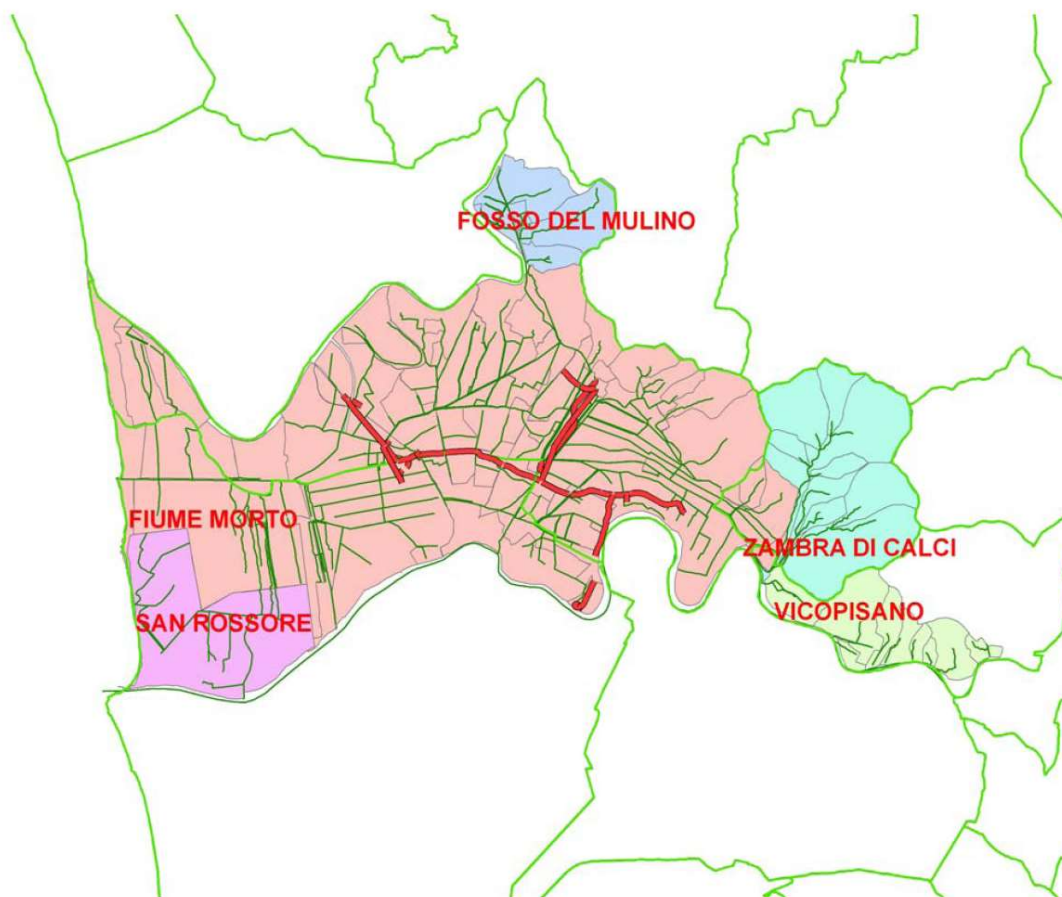 FOSSO DEL MULINO
FIUME MORTO
ZAMBRA DI CALCI
SAN ROSSORE
VICOPISANO